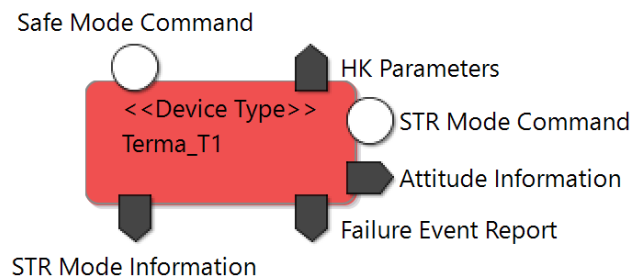 Safe Mode Command
HK Parameters
<<Device Type>>
Terma_T1
STR Mode Command
Attitude Information
Failure Event Report
STR Mode Information